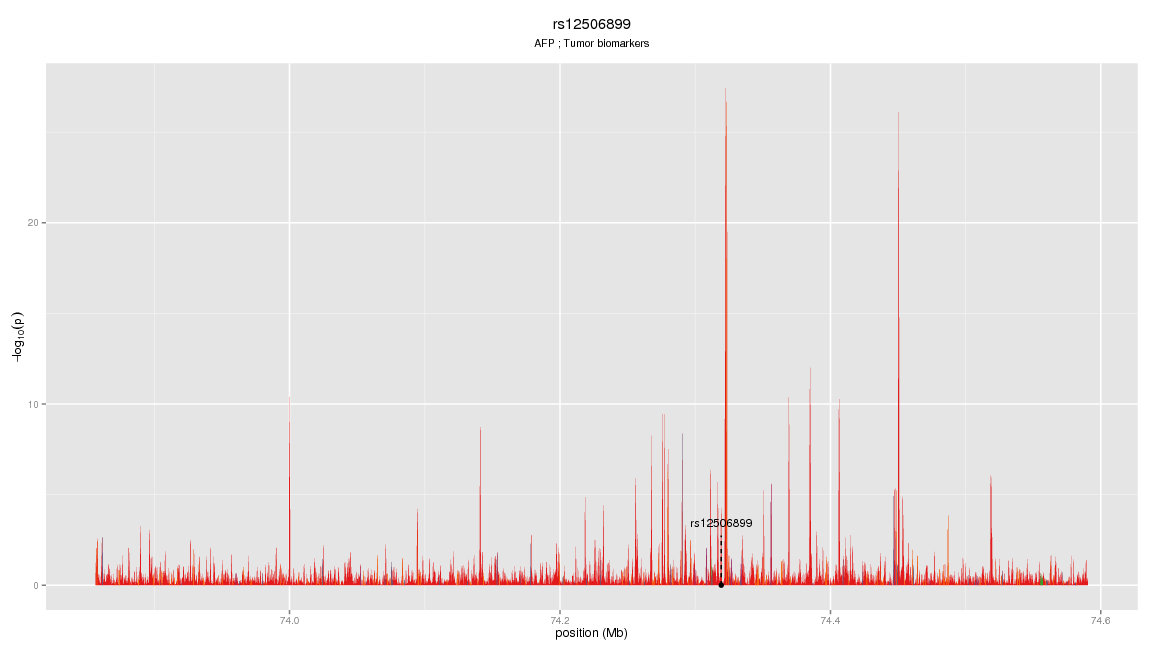 rs12506899
AFP ; Tumor biomarkers
20
10
0
−log10(p)
rs12506899
74.0
74.2
74.4
74.6
position (Mb)